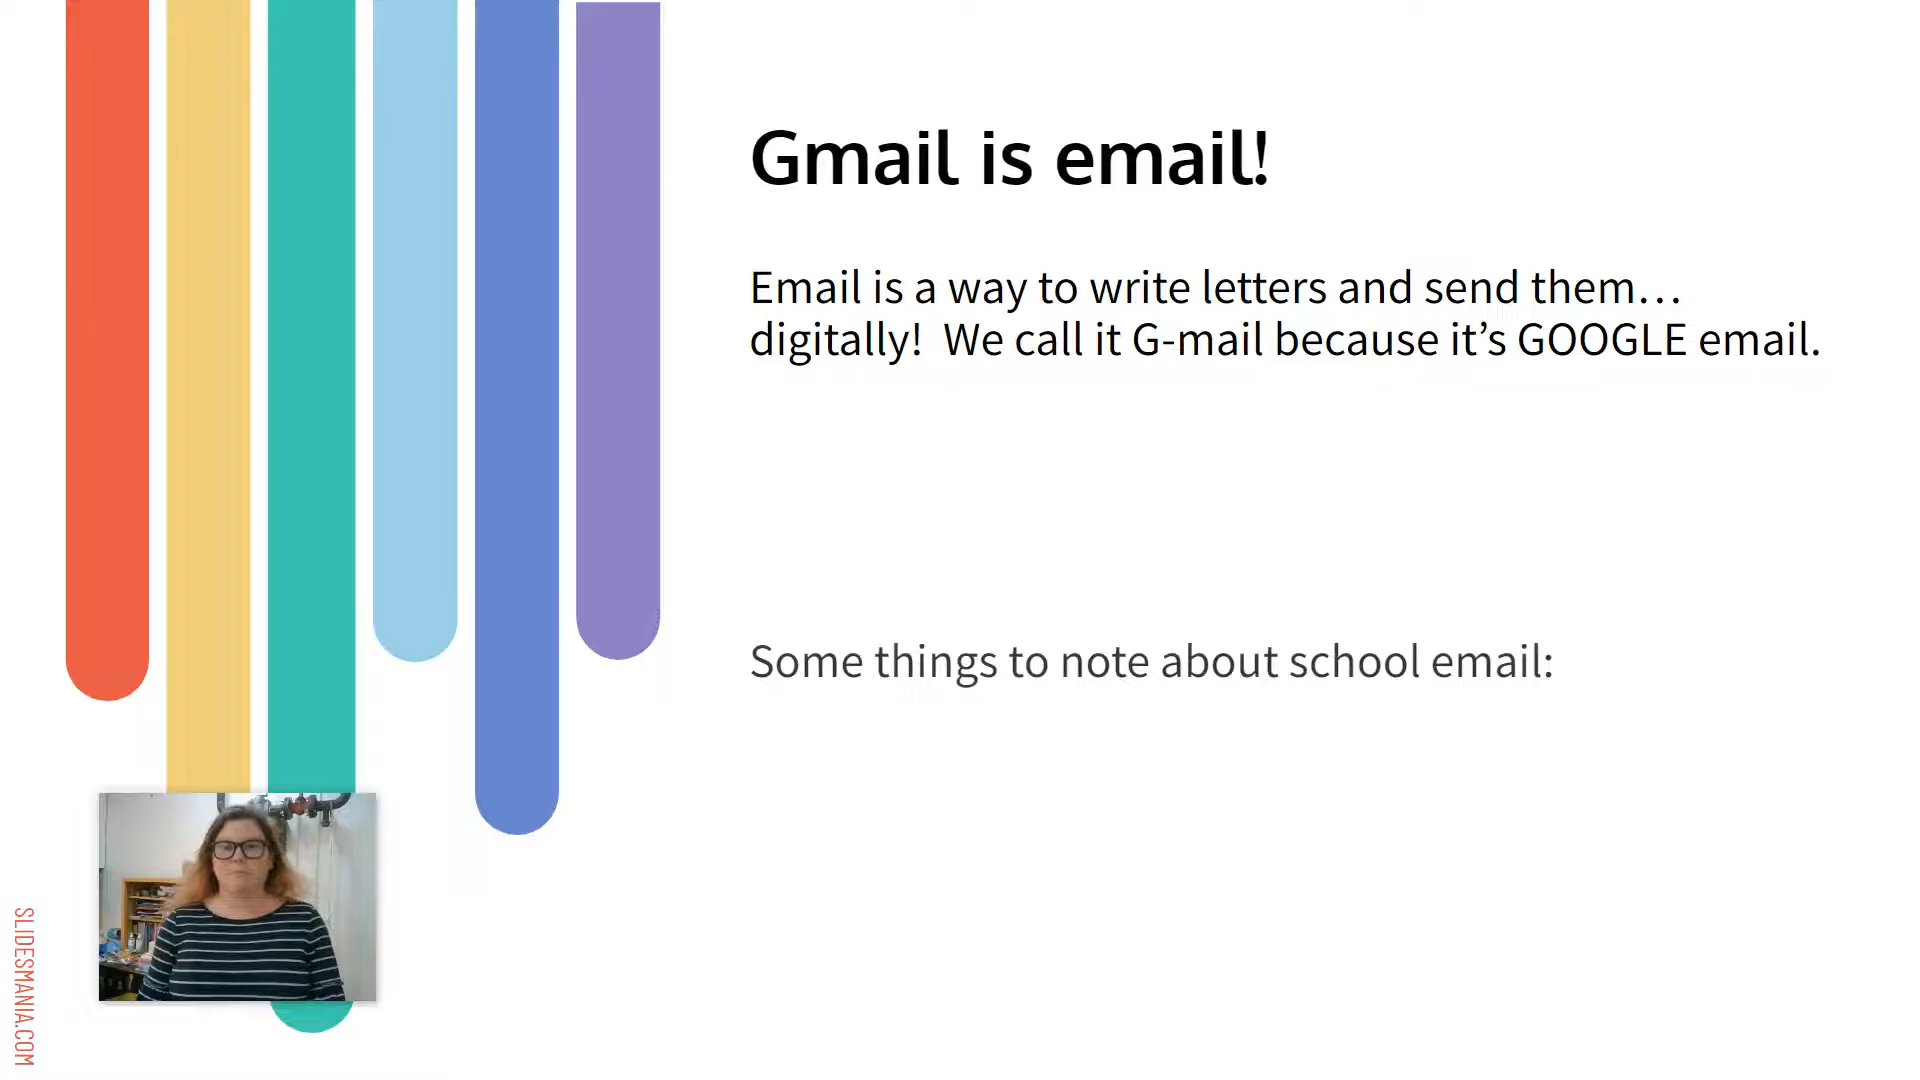 Gmail is email!
Email is a way to write letters and send them…
digitally!  We call it G-mail because it’s GOOGLE email.
Some things to note about school email:
SLIDESMANIA.COM